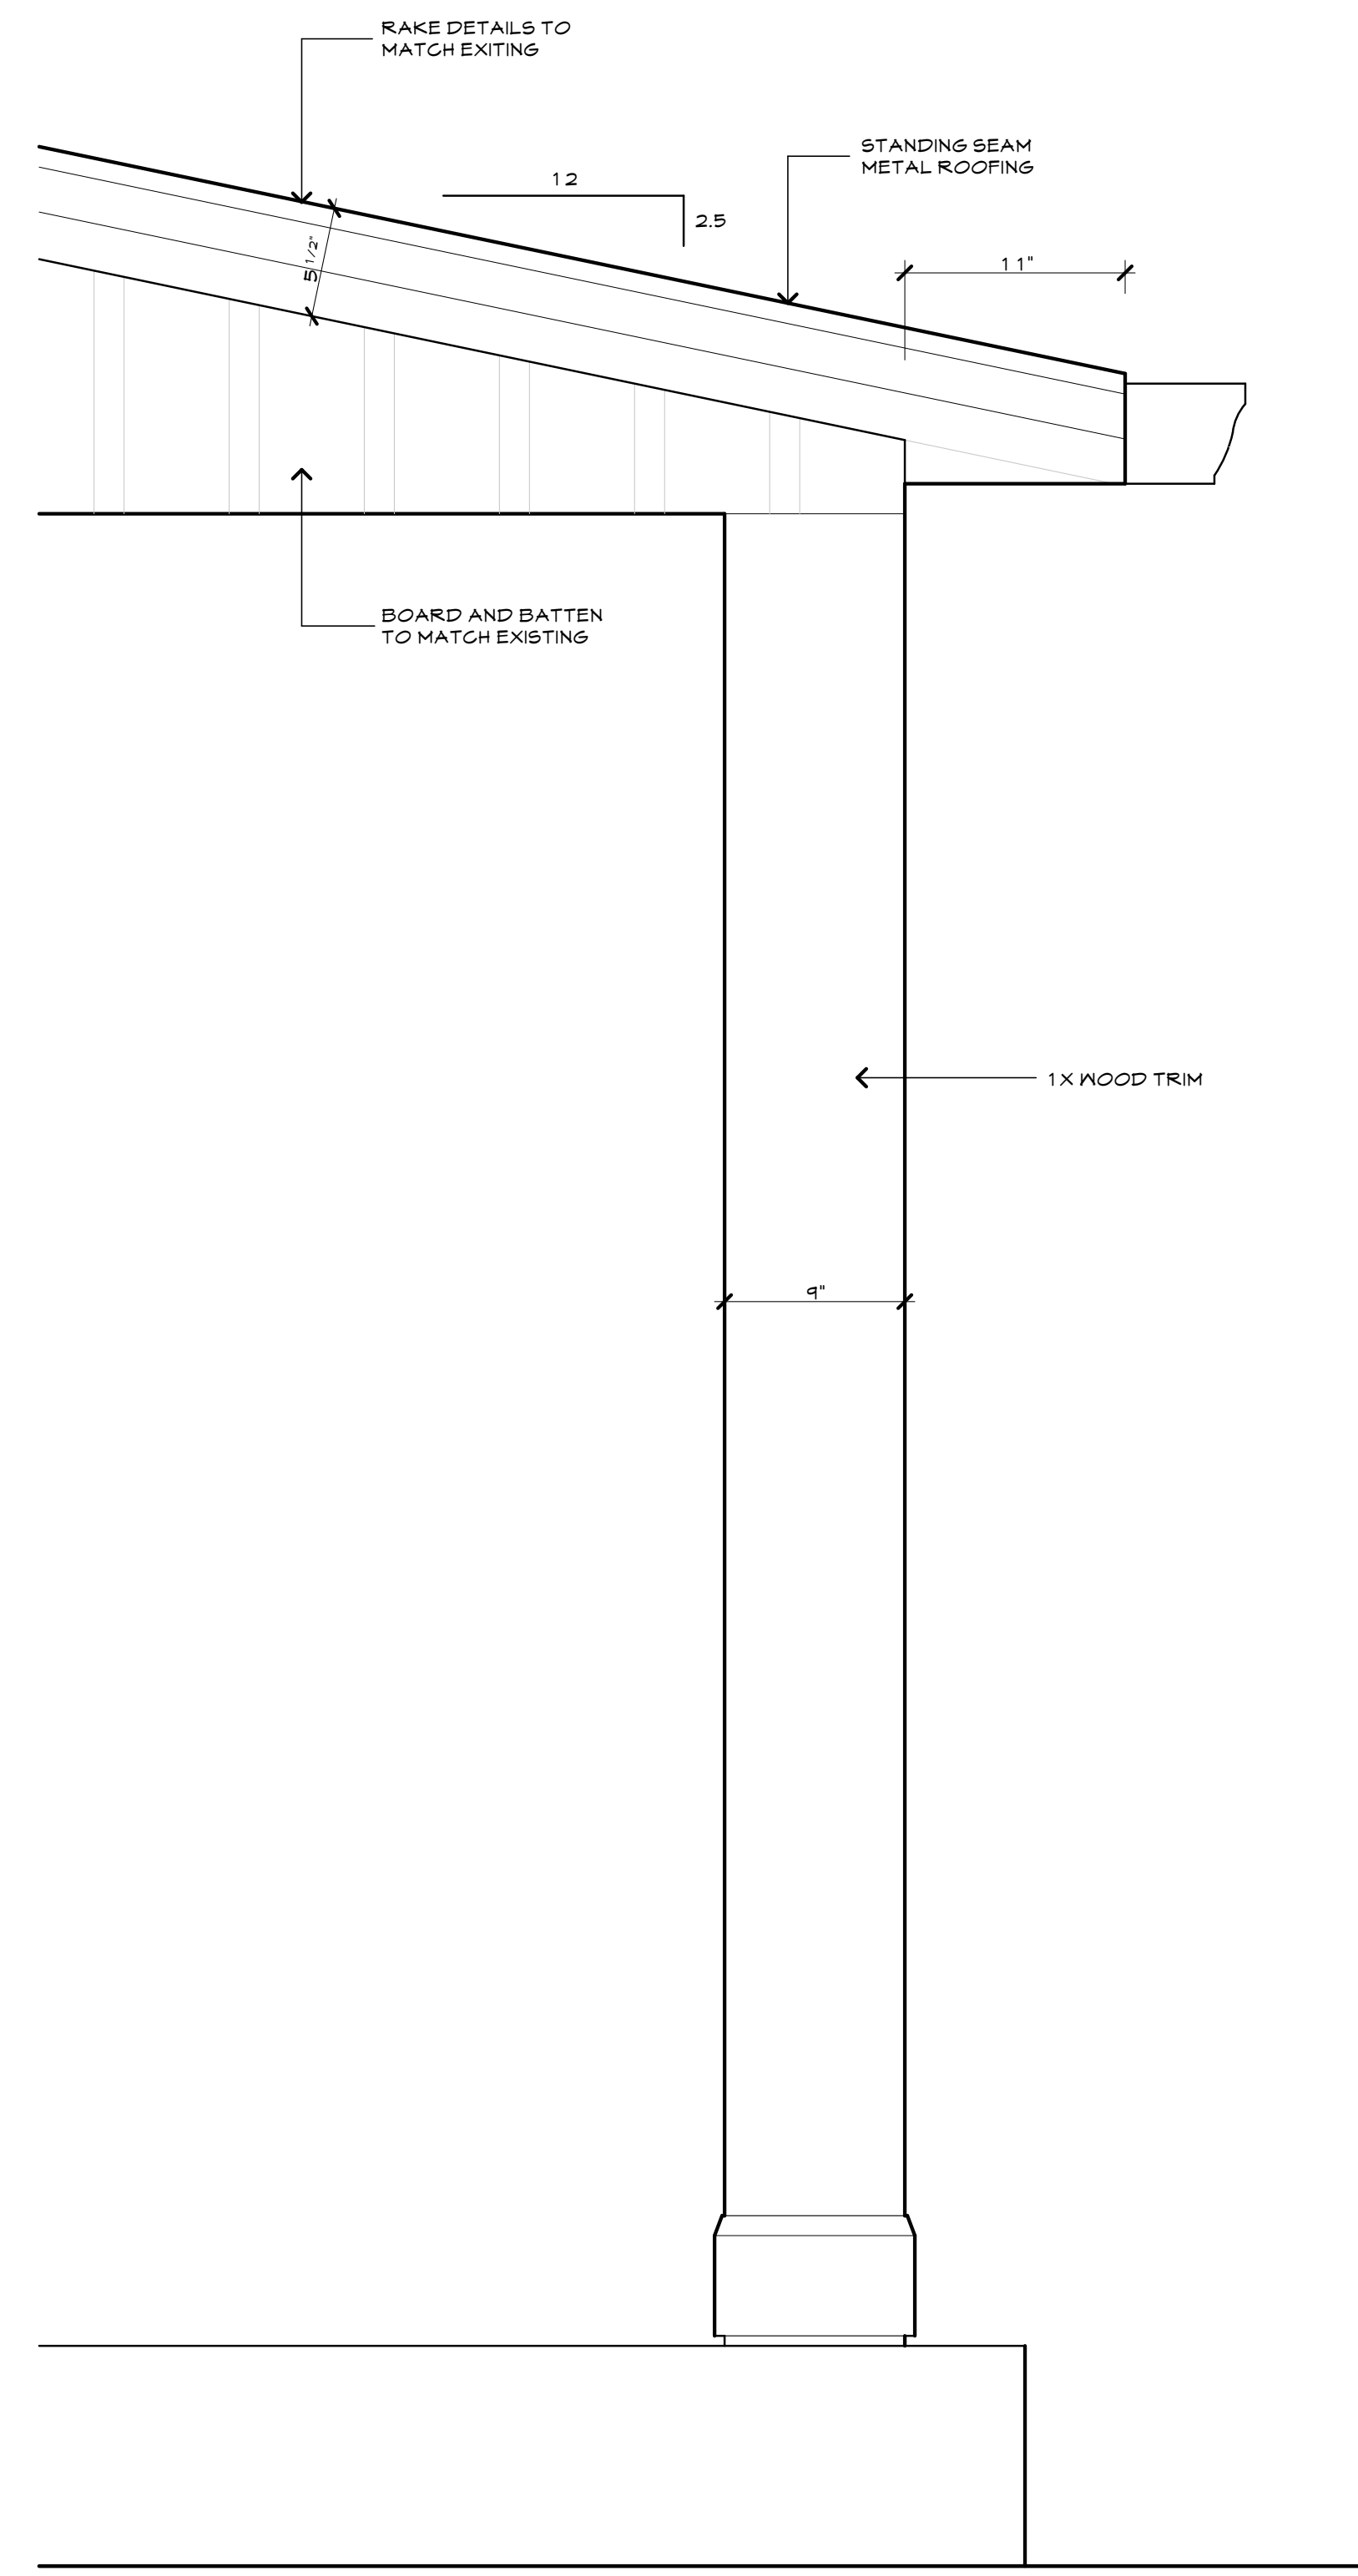 RAKE DETAILS TO
MATCH EXITING
STANDING SEAM
METAL ROOFING
12
2.5
5 1/2"
11"
BOARD AND BATTEN
TO MATCH EXISTING
1X WOOD TRIM
9"